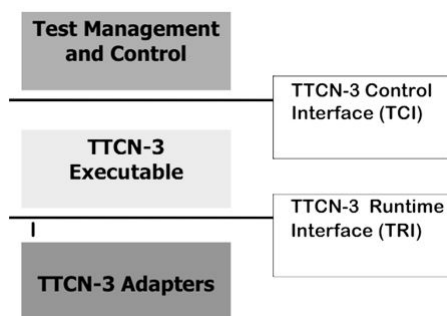 Test Management
and Control
TTCN-3 Control
Interface (TCI)
TTCN-3
Executable
TTCN-3 Runtime
Interface (TRI)
TTCN-3 Adapters